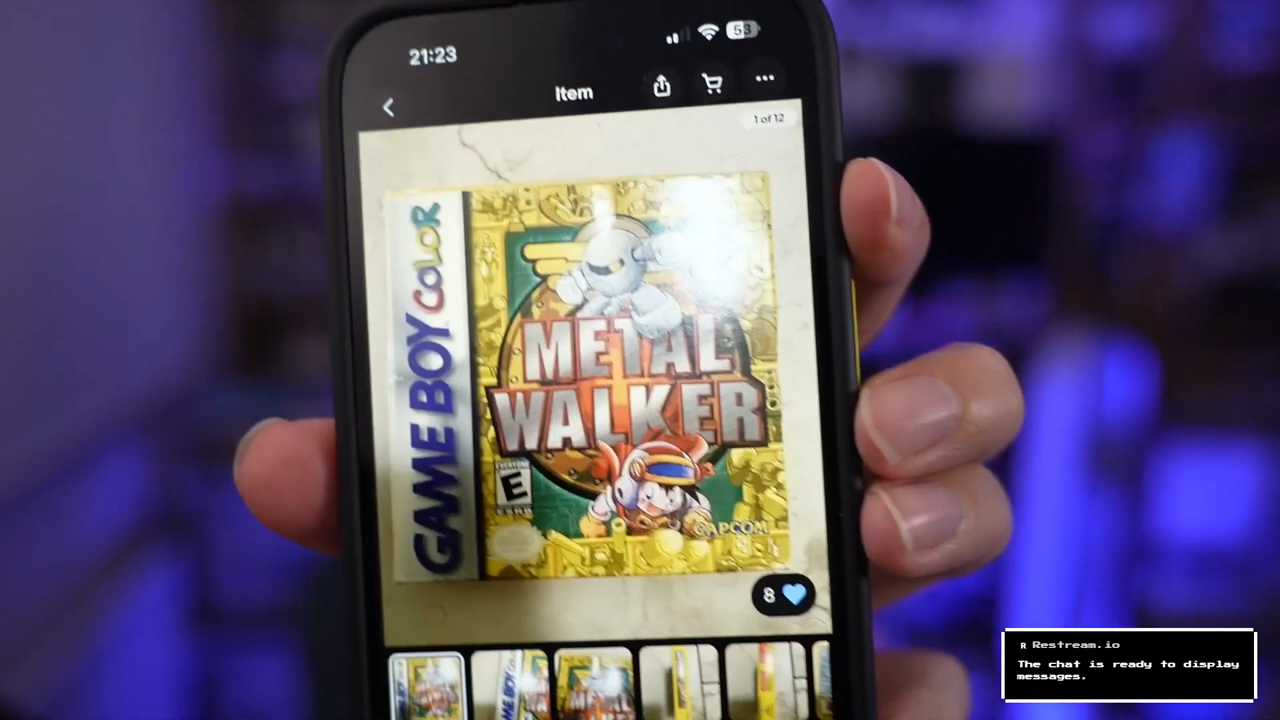 21:23
53
Item
1 of 12
GAME BOY COLOR
METAL
WALKER
EVERYONE
E
CAPCOM
8
R Restream.io
The chat is ready to display
messages.